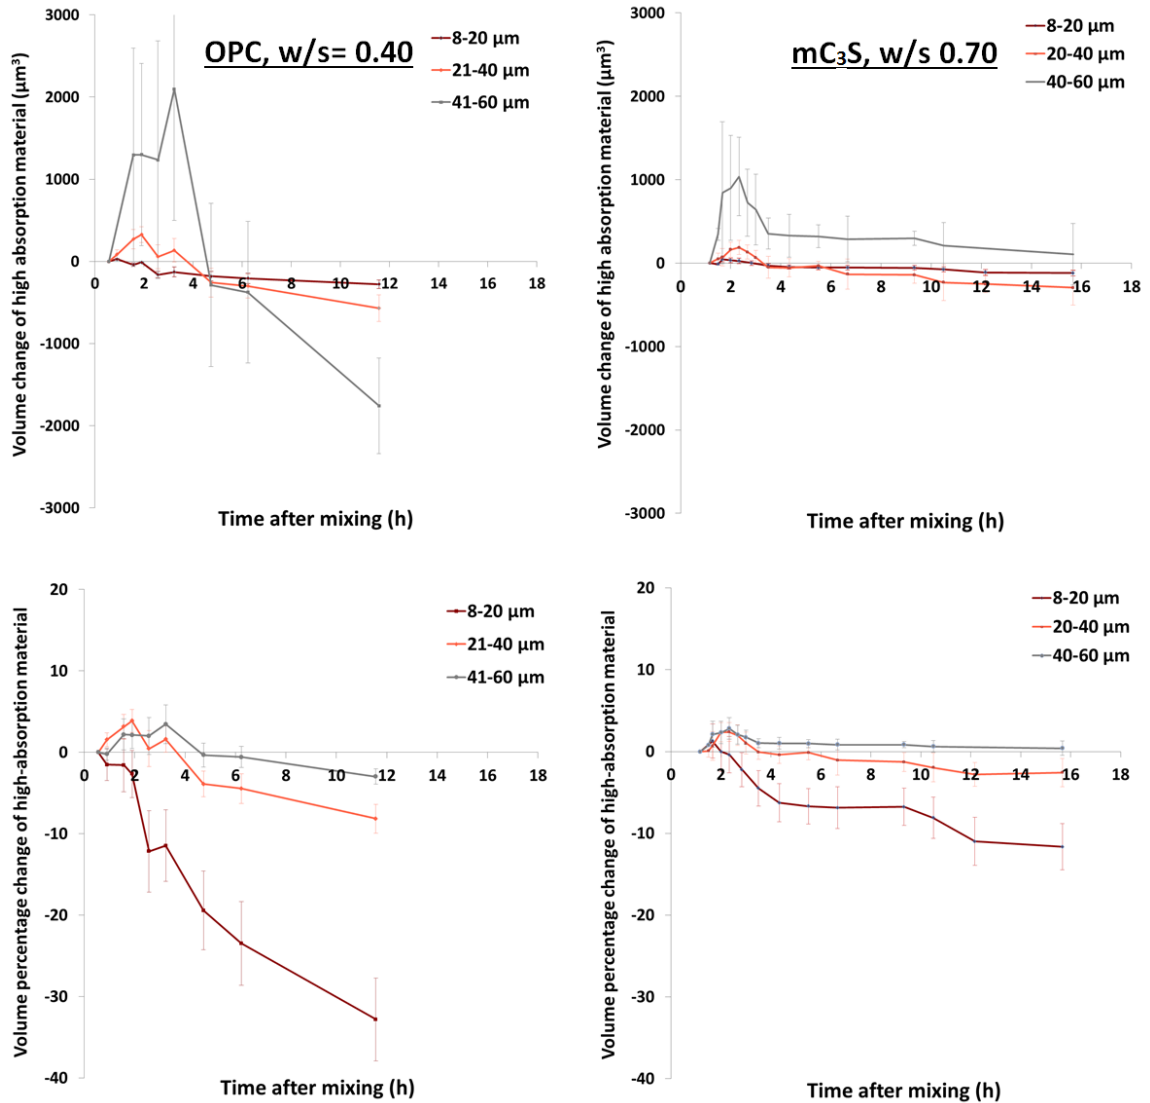 OPC, w/s= 0.40
8-20 µm
21-40 µm
41-60 µm
Volume change of high absorption material (µm³)
3000
2000
1000
0
-1000
-2000
-3000
0 2 4 6 8 10 12 14 16 18
Time after mixing (h)
mC₃S, w/s 0.70
8-20 µm
20-40 µm
40-60 µm
Volume change of high absorption material (µm³)
3000
2000
1000
0
-1000
-2000
-3000
0 2 4 6 8 10 12 14 16 18
Time after mixing (h)
8-20 µm
21-40 µm
41-60 µm
Volume percentage change of high-absorption material
20
10
0
-10
-20
-30
-40
0 2 4 6 8 10 12 14 16 18
Time after mixing (h)
8-20 µm
20-40 µm
40-60 µm
Volume percentage change of high-absorption material
20
10
0
-10
-20
-30
-40
0 2 4 6 8 10 12 14 16 18
Time after mixing (h)